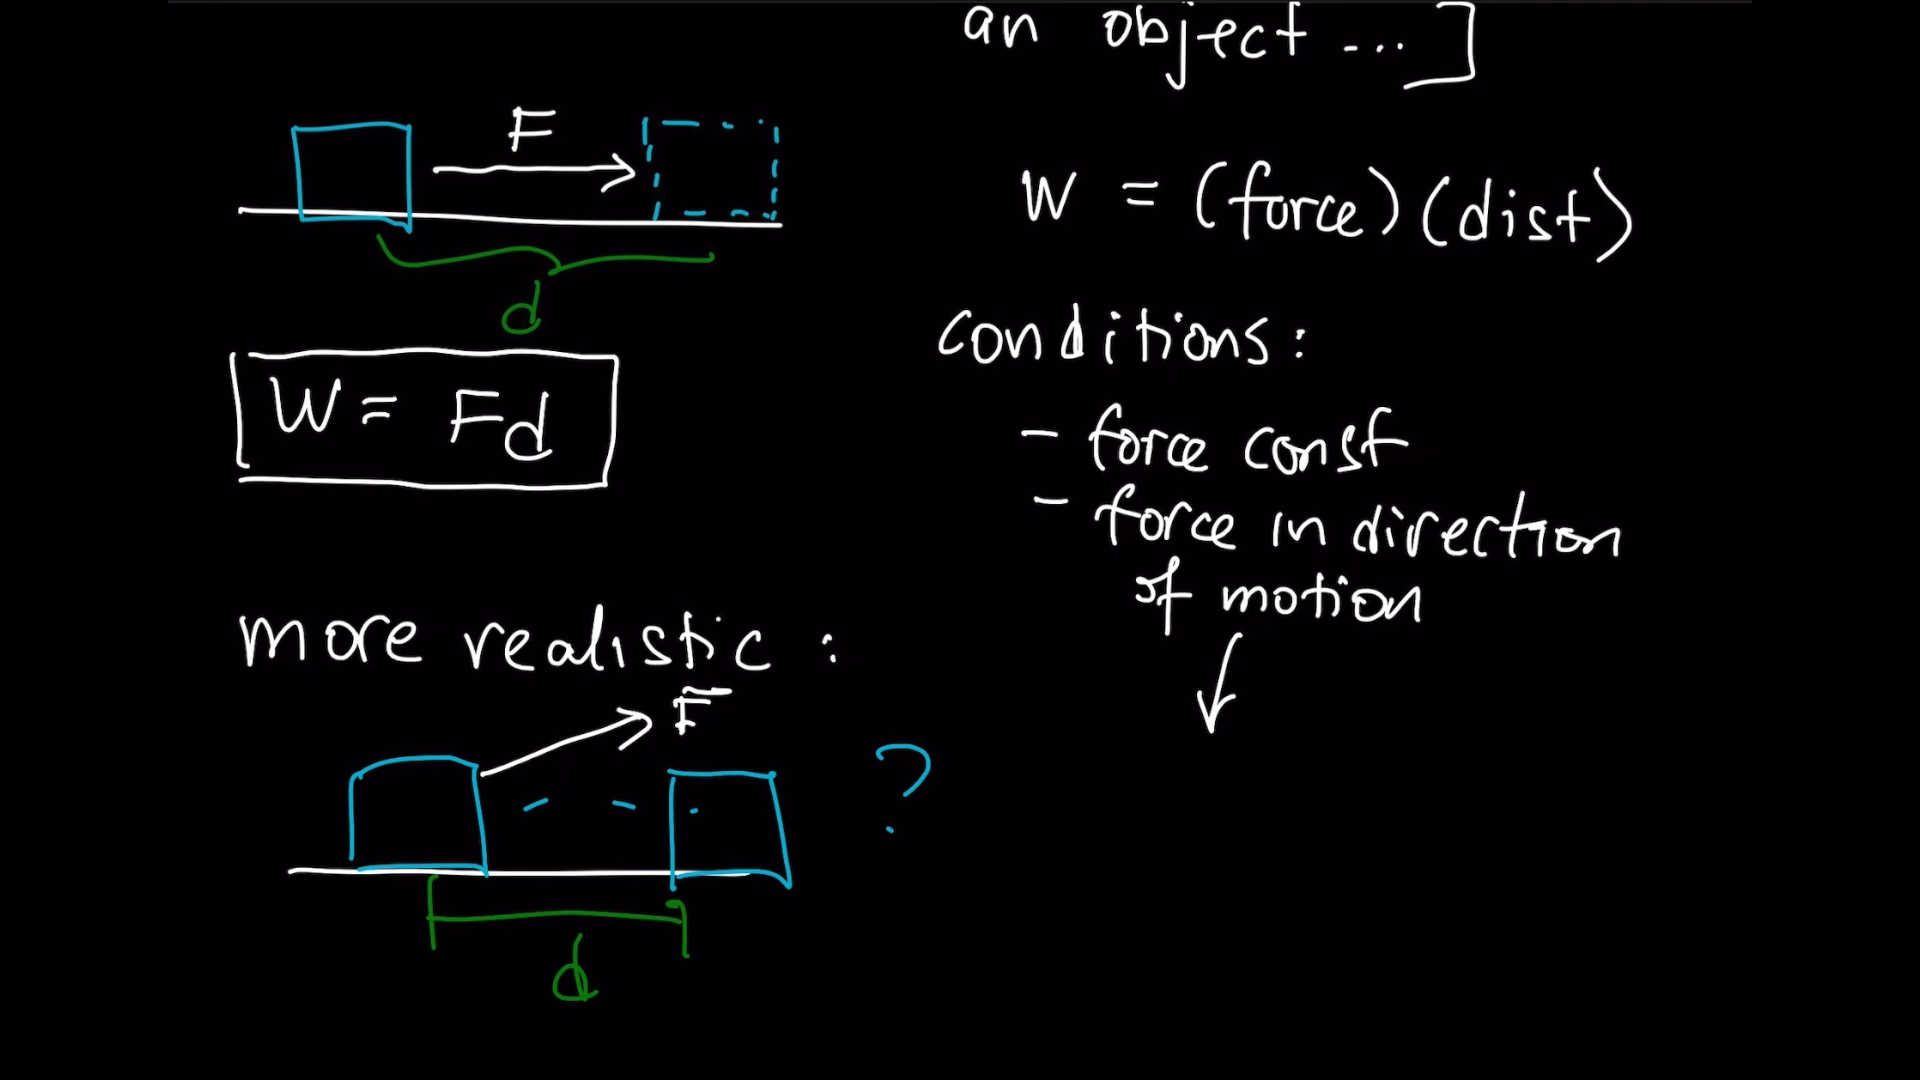 an object ...]
F
W = (force)(dist)
d
W = Fd
conditions:
- force const
- force in direction
of motion
more realistic :
F
?
d